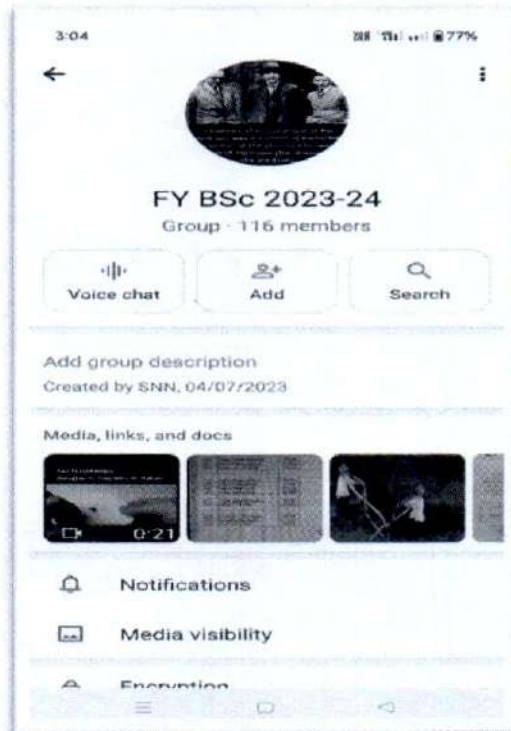 3:04
77%
FY BSc 2023-24
Group · 116 members
Voice chat
Add
Search
Add group description
Created by SNN, 04/07/2023
Media, links, and docs
0:21
Notifications
Media visibility
Encryption